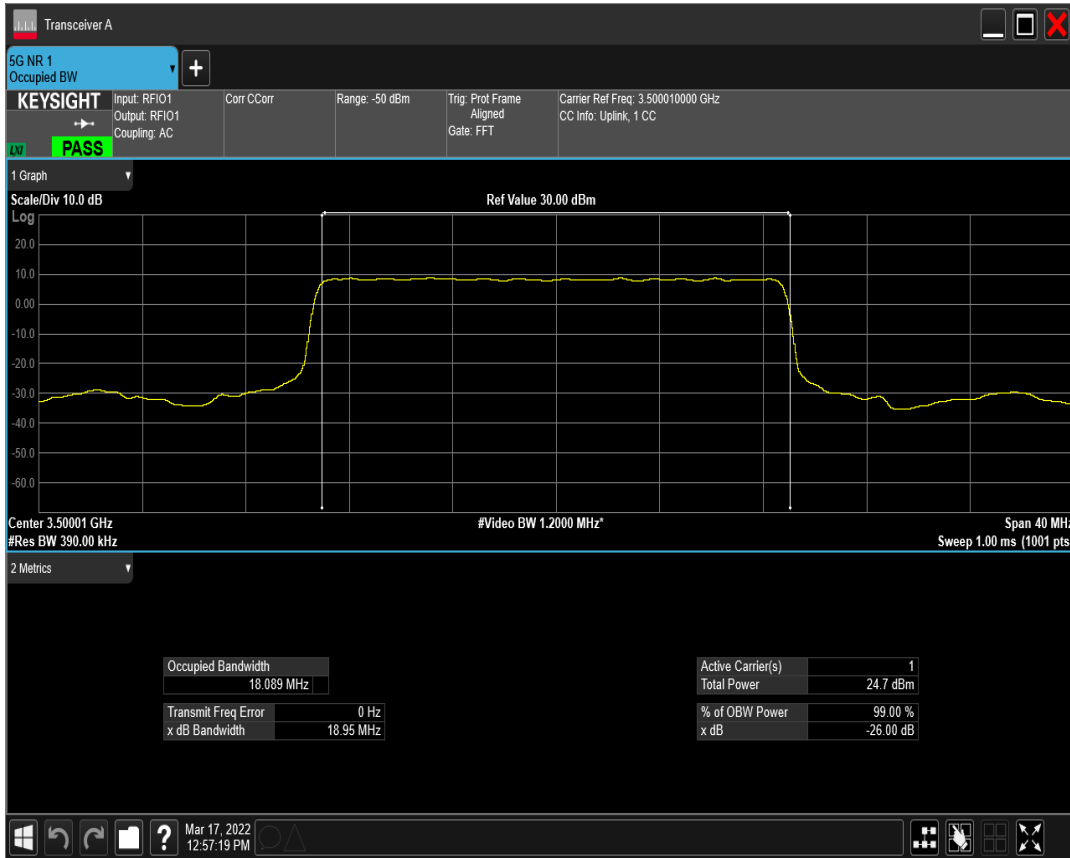 Transceiver A
5G NR 1
Occupied BW
KEYSIGHT
LXI
PASS
Input: RFIO1
Output: RFIO1
Coupling: AC
Corr CCorr
Range: -50 dBm
Trig: Prot Frame
Aligned
Gate: FFT
Carrier Ref Freq: 3.500010000 GHz
CC Info: Uplink, 1 CC
1 Graph
Scale/Div 10.0 dB
Ref Value 30.00 dBm
Log
20.0
10.0
0.00
-10.0
-20.0
-30.0
-40.0
-50.0
-60.0
Center 3.50001 GHz
#Video BW 1.2000 MHz*
Span 40 MHz
#Res BW 390.00 kHz
Sweep 1.00 ms (1001 pts
2 Metrics
Occupied Bandwidth
18.089 MHz
Transmit Freq Error 0 Hz
x dB Bandwidth 18.95 MHz
Active Carrier(s) 1
Total Power 24.7 dBm
% of OBW Power 99.00 %
x dB -26.00 dB
?
Mar 17, 2022
12:57:19 PM